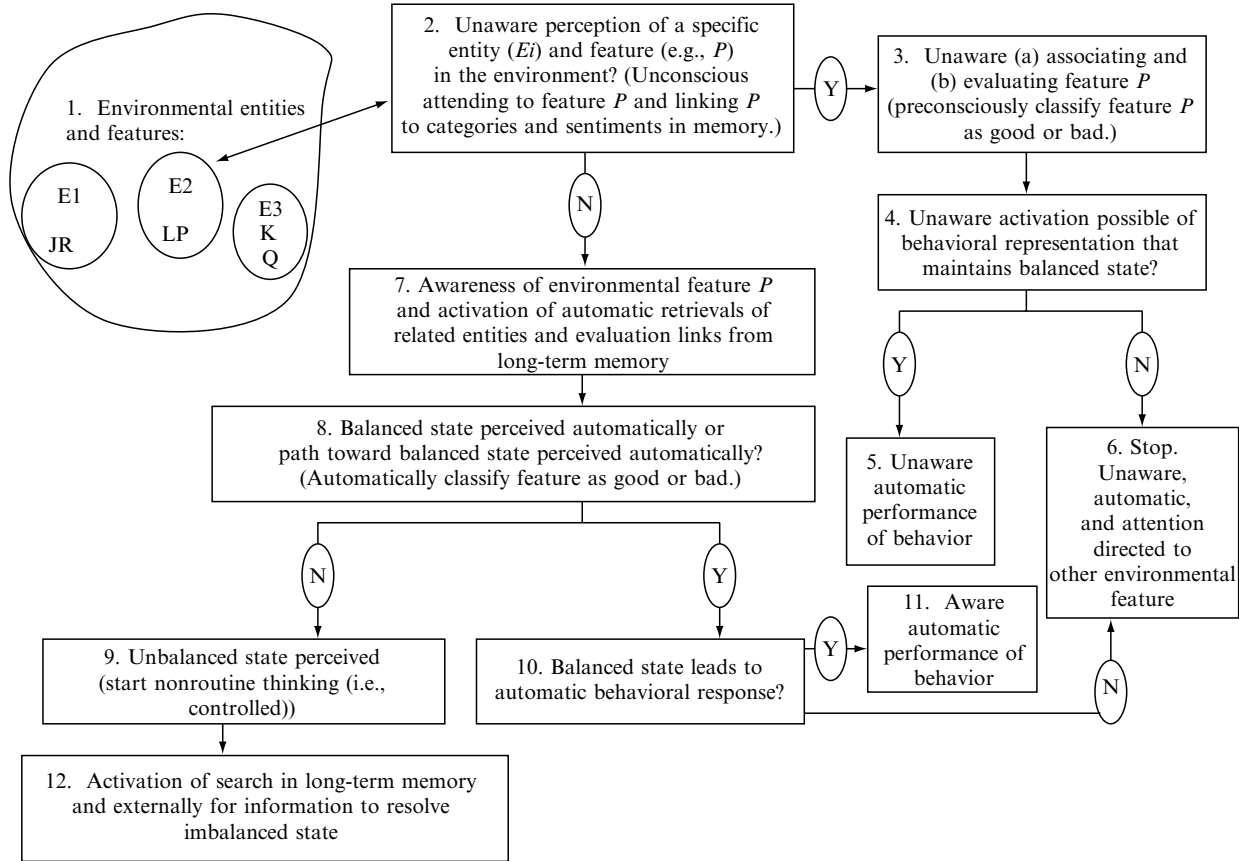 1. Environmental entities
and features:
E1
JR
E2
LP
E3
K
Q
2. Unaware perception of a specific
entity (Ei) and feature (e.g., P)
in the environment? (Unconscious
attending to feature P and linking P
to categories and sentiments in memory.)
Y
3. Unaware (a) associating and
(b) evaluating feature P
(preconsciously classify feature P
as good or bad.)
N
4. Unaware activation possible of
behavioral representation that
maintains balanced state?
7. Awareness of environmental feature P
and activation of automatic retrievals of
related entities and evaluation links from
long-term memory
Y
N
8. Balanced state perceived automatically or
path toward balanced state perceived automatically?
(Automatically classify feature as good or bad.)
5. Unaware
automatic
performance
of behavior
6. Stop.
Unaware,
automatic,
and attention
directed to
other environmental
feature
N
Y
9. Unbalanced state perceived
(start nonroutine thinking (i.e.,
controlled))
10. Balanced state leads to
automatic behavioral response?
Y
11. Aware
automatic
performance of
behavior
N
12. Activation of search in long-term memory
and externally for information to resolve
imbalanced state